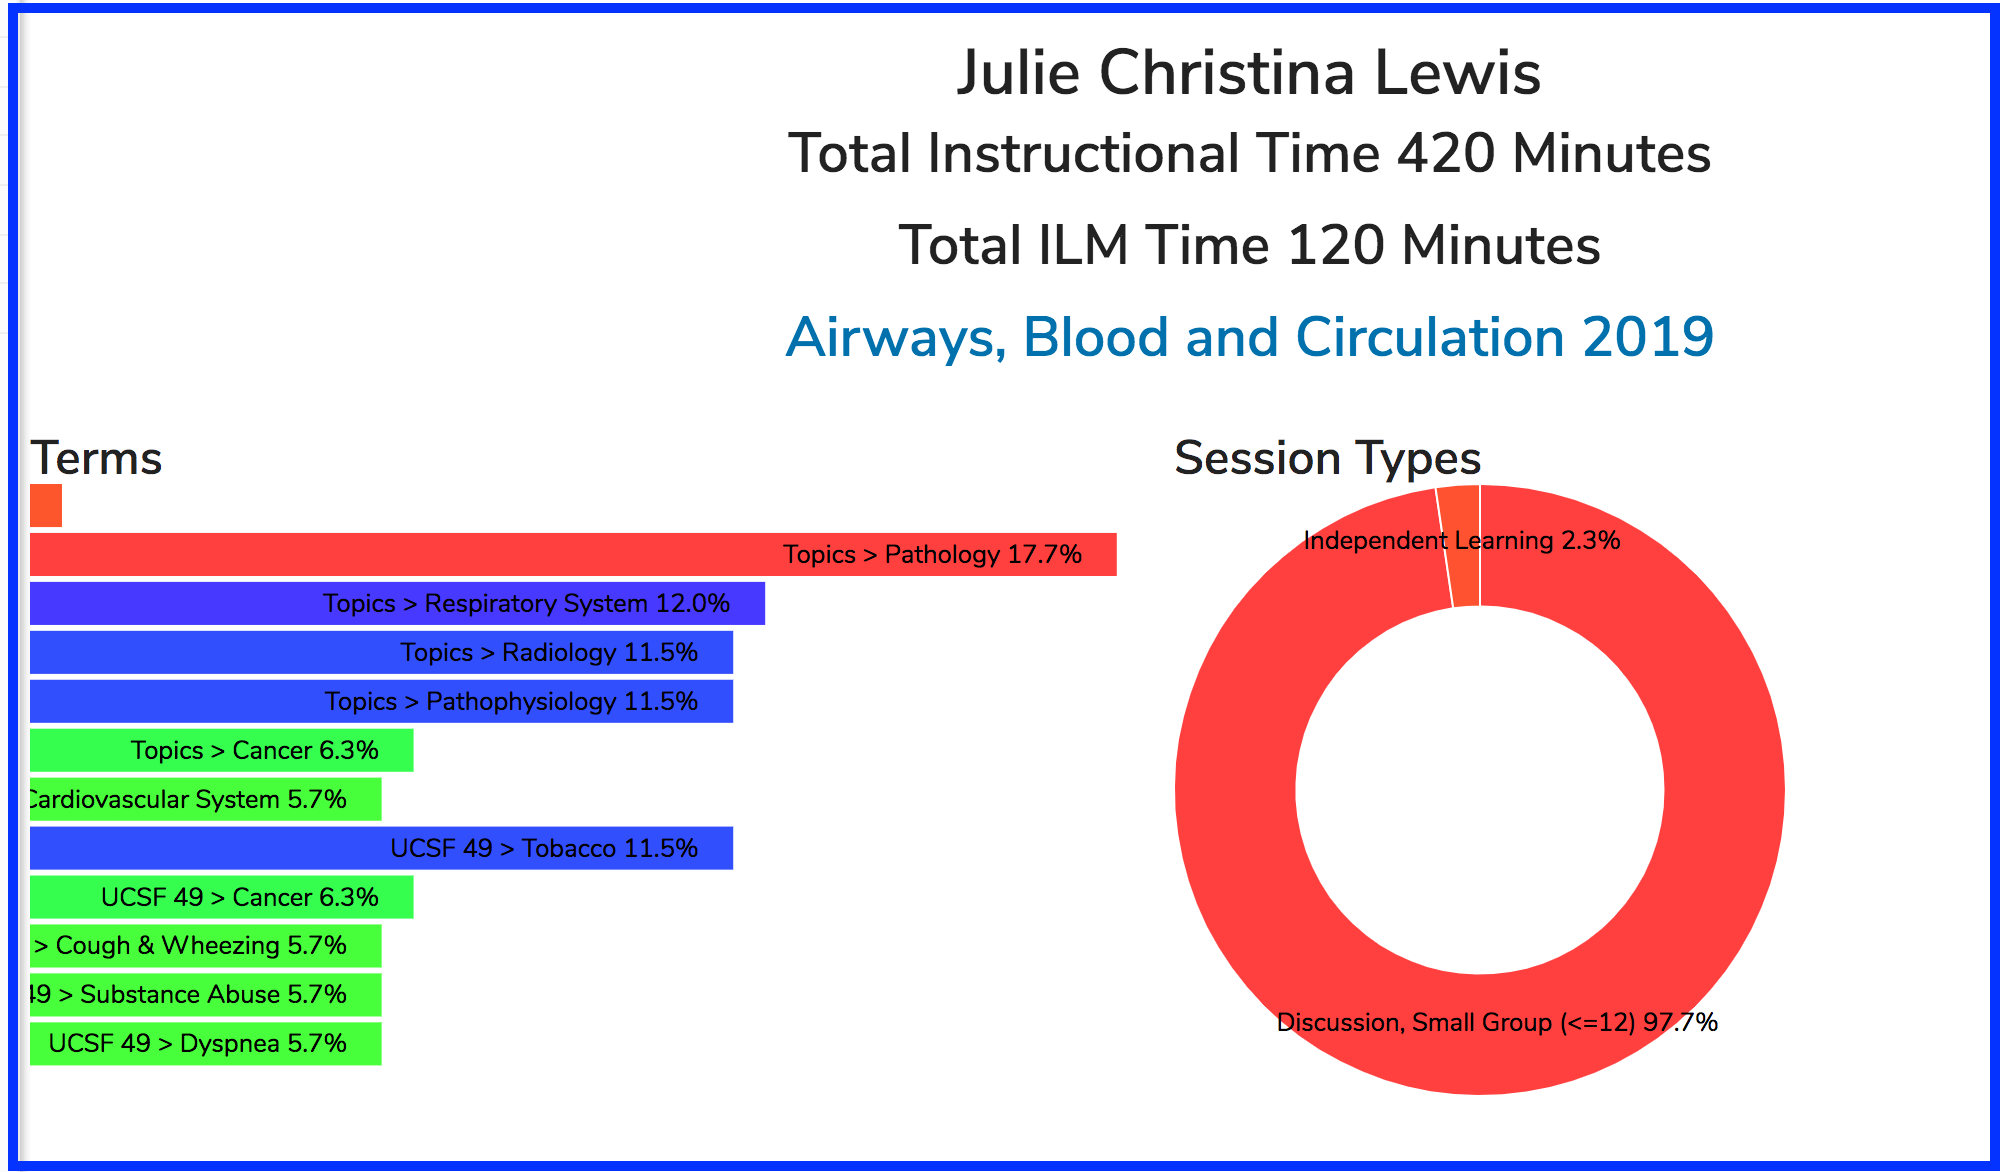 Julie Christina Lewis
Total Instructional Time 420 Minutes
Total ILM Time 120 Minutes
Airways, Blood and Circulation 2019
Terms
Topics > Pathology 17.7%
Topics > Respiratory System 12.0%
Topics > Radiology 11.5%
Topics > Pathophysiology 11.5%
Topics > Cancer 6.3%
Cardiovascular System 5.7%
UCSF 49 > Tobacco 11.5%
UCSF 49 > Cancer 6.3%
> Cough & Wheezing 5.7%
49 > Substance Abuse 5.7%
UCSF 49 > Dyspnea 5.7%
Session Types
Independent Learning 2.3%
Discussion, Small Group (<=12) 97.7%